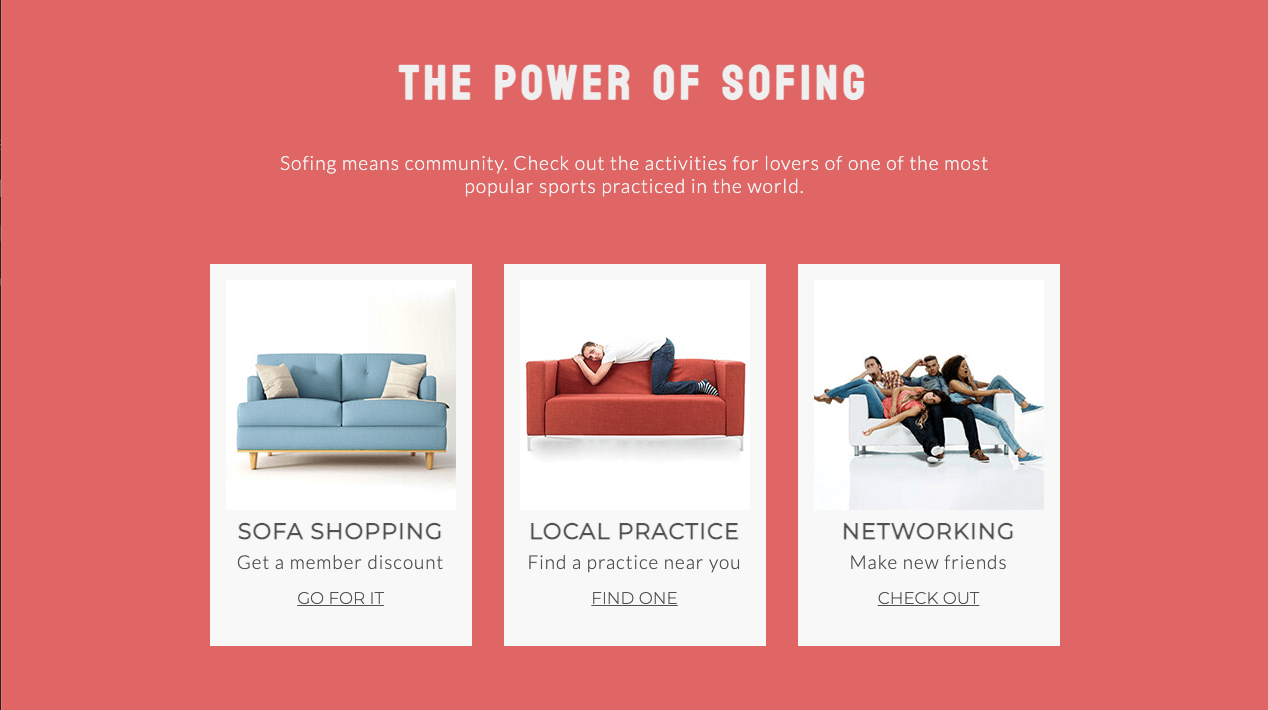 THE POWER OF SOFING
Sofing means community. Check out the activities for lovers of one of the most
popular sports practiced in the world.
SOFA SHOPPING
Get a member discount
GO FOR IT
LOCAL PRACTICE
Find a practice near you
FIND ONE
NETWORKING
Make new friends
CHECK OUT